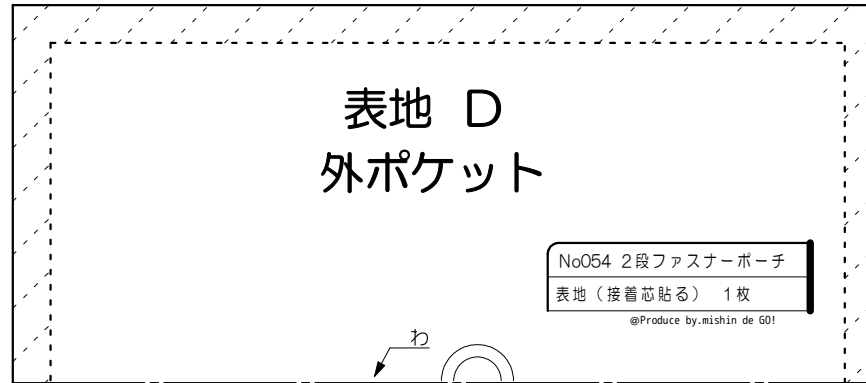 表地 D
外ポケット
No054 2段ファスナーポーチ
表地（接着芯貼る） 1枚
@Produce by.mishin de GO!
わ